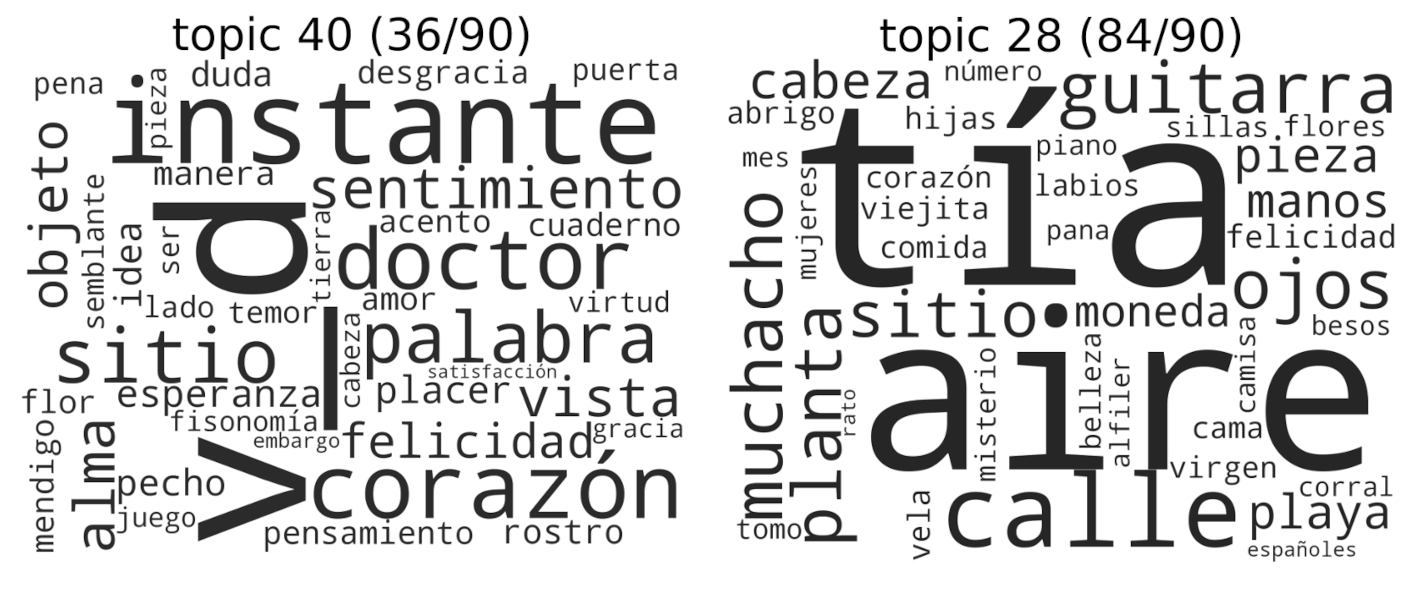 topic 40 (36/90)
pena
pieza
duda
desgracia
puerta
instante
objeto
manera
sentimiento
semblante
idea
ser
d
tierra
acento
cuaderno
doctor
lado
temor
amor
virtud
l
cabeza
palabra
sitio
satisfacción
esperanza
placer
vista
flor
fisonomía
embargo
felicidad
gracia
mendigo
alma
pecho
v
corazón
juego
pensamiento
rostro
topic 28 (84/90)
cabeza
número
guitarra
abrigo
hijas
tía
sillas
flores
mes
mujeres
piano
pieza
corazón
labios
manos
viejita
pana
felicidad
comida
muchacho
ojos
sitio
moneda
besos
planta
rato
aire
misterio
belleza
alfiler
camisa
cama
virgen
corral
vela
calle
playa
tomo
españoles